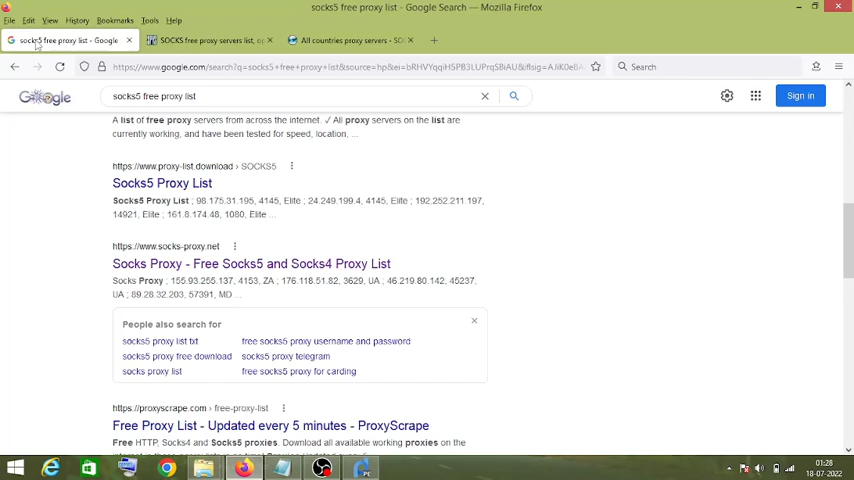 socks5 free proxy list - Google Search — Mozilla Firefox
File Edit View History Bookmarks Tools Help
socks5 free proxy list - Google
SOCKS free proxy servers list, op
All countries proxy servers - SOC
https://www.google.com/search?q=socks5+free+proxy+list&source=hp&ei=
Search
Google
socks5 free proxy list
Sign in
A list of free proxy servers from across the internet. ✓ All proxy servers on the list are
currently working, and have been tested for speed, location, ...
https://www.proxy-list.download › SOCKS5
Socks5 Proxy List
Socks5 Proxy List ; 98.175.31.195, 4145, Elite ; 24.249.199.4, 4145, Elite ; 192.252.211.197,
14921, Elite ; 161.8.174.48, 1080, Elite ...
https://www.socks-proxy.net
Socks Proxy - Free Socks5 and Socks4 Proxy List
Socks Proxy ; 155.93.255.137, 4153, ZA ; 176.118.51.82, 3629, UA ; 46.219.80.142, 45237,
UA ; 89.28.32.203, 57391, MD ...
People also search for
socks5 proxy list txt
free socks5 proxy username and password
socks5 proxy free download
socks5 proxy telegram
socks proxy list
free socks5 proxy for carding
https://proxyscrape.com › free-proxy-list
Free Proxy List - Updated every 5 minutes - ProxyScrape
Free HTTP, Socks4 and Socks5 proxies. Download all available working proxies on the
01:28
18-07-2022